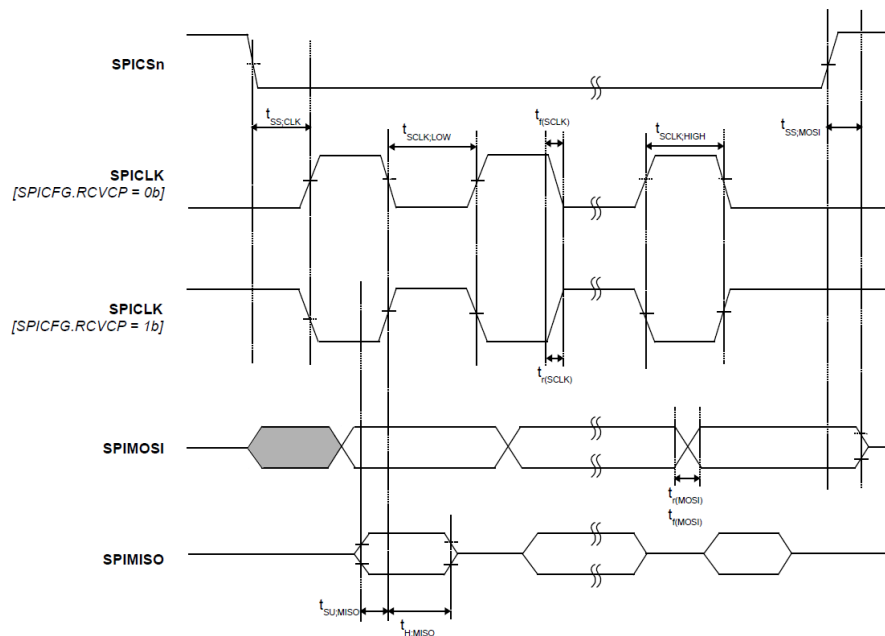 SPICSn
tSS;CLK
tSCLK;LOW
tf(SCLK)
tSCLK;HIGH
tSS;MOSI
SPICLK
[SPICFG.RCVCP = 0b]
SPICLK
[SPICFG.RCVCP = 1b]
tr(SCLK)
SPIMOSI
tr(MOSI)
tf(MOSI)
SPIMISO
tSU;MISO
tH;MISO